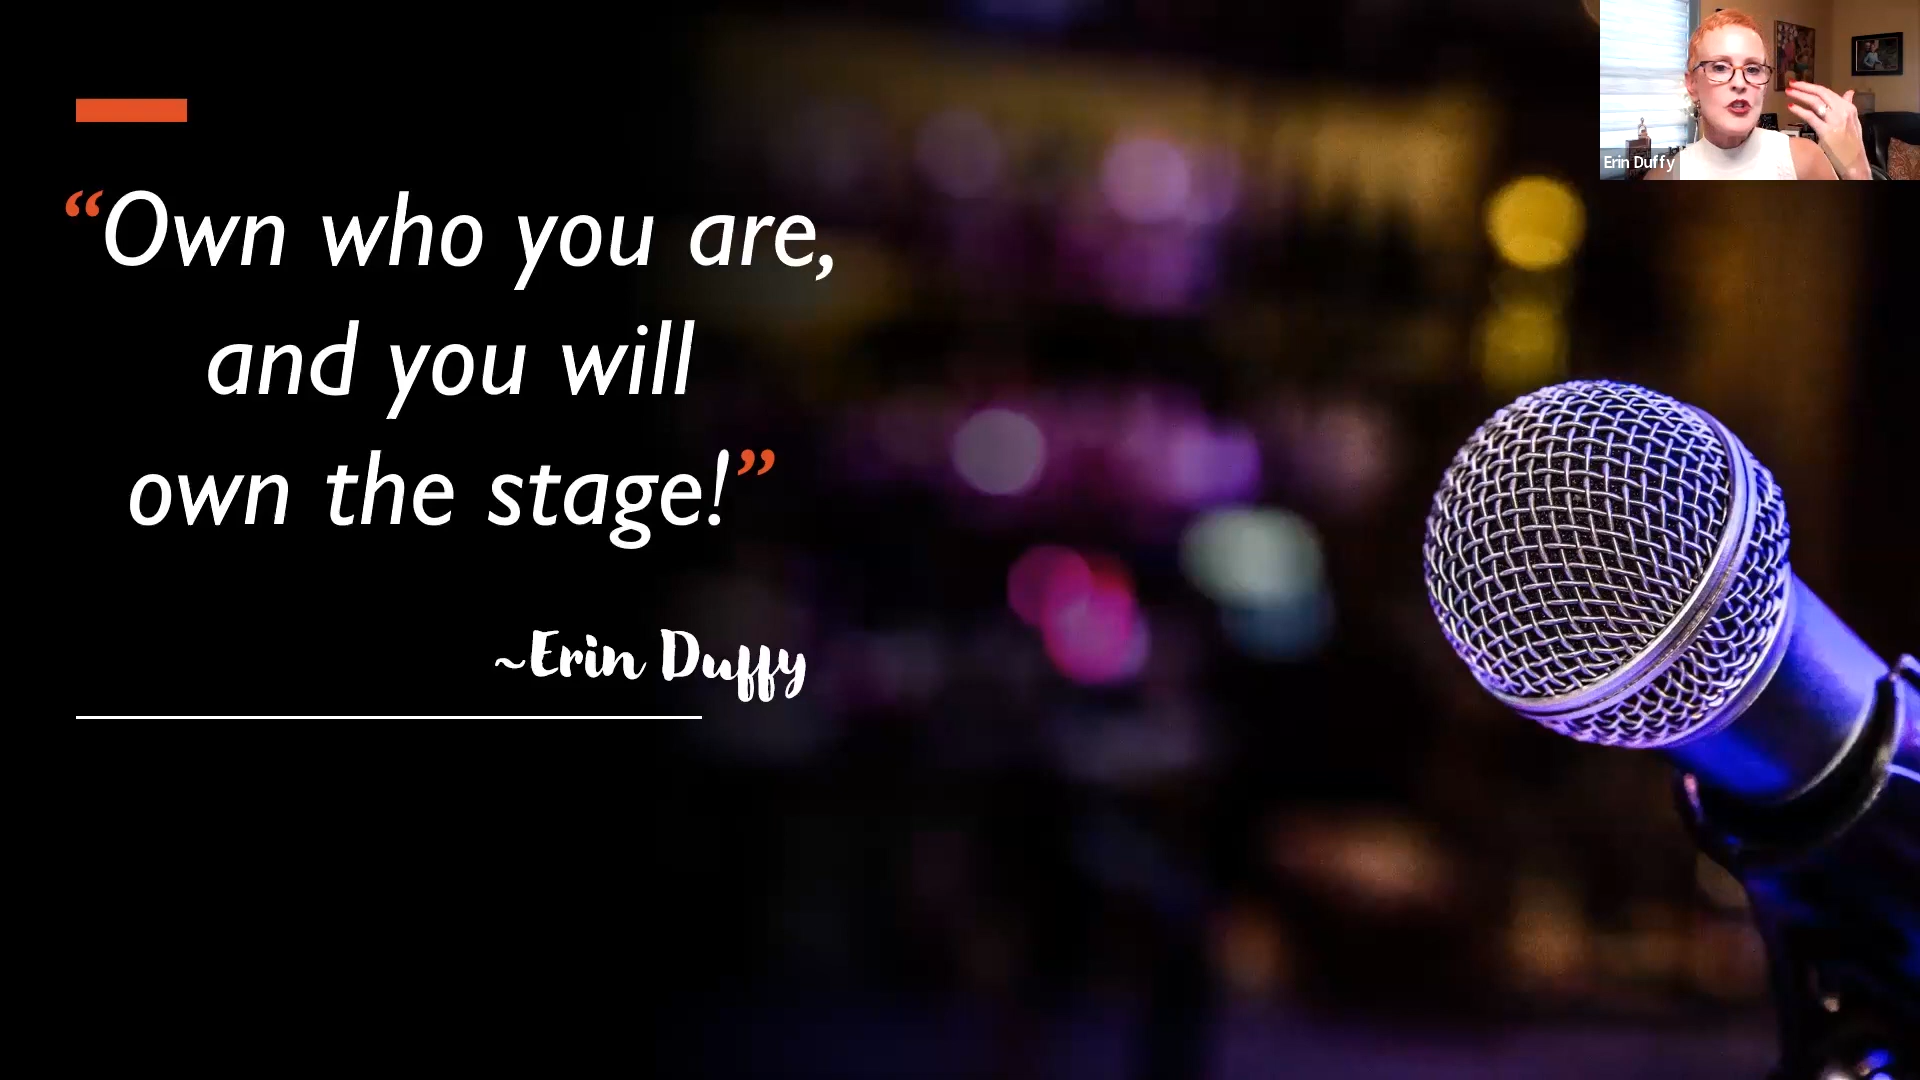 “Own who you are,
and you will
own the stage!”
~Erin Duffy
Erin Duffy